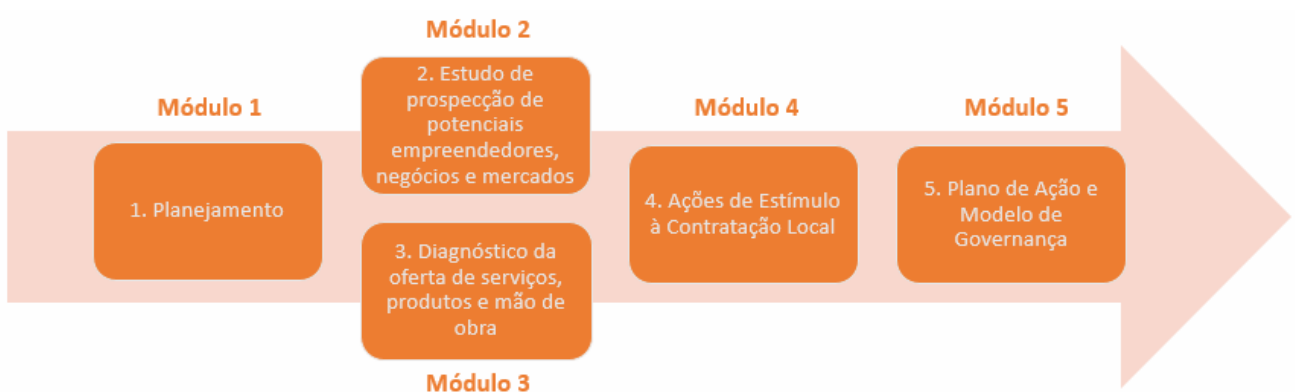 Módulo 1
1. Planejamento
Módulo 2
2. Estudo de
prospecção de
potenciais
empreendedores,
negócios e mercados
3. Diagnóstico da
oferta de serviços,
produtos e mão de
obra
Módulo 3
Módulo 4
4. Ações de Estímulo
à Contratação Local
Módulo 5
5. Plano de Ação e
Modelo de
Governança